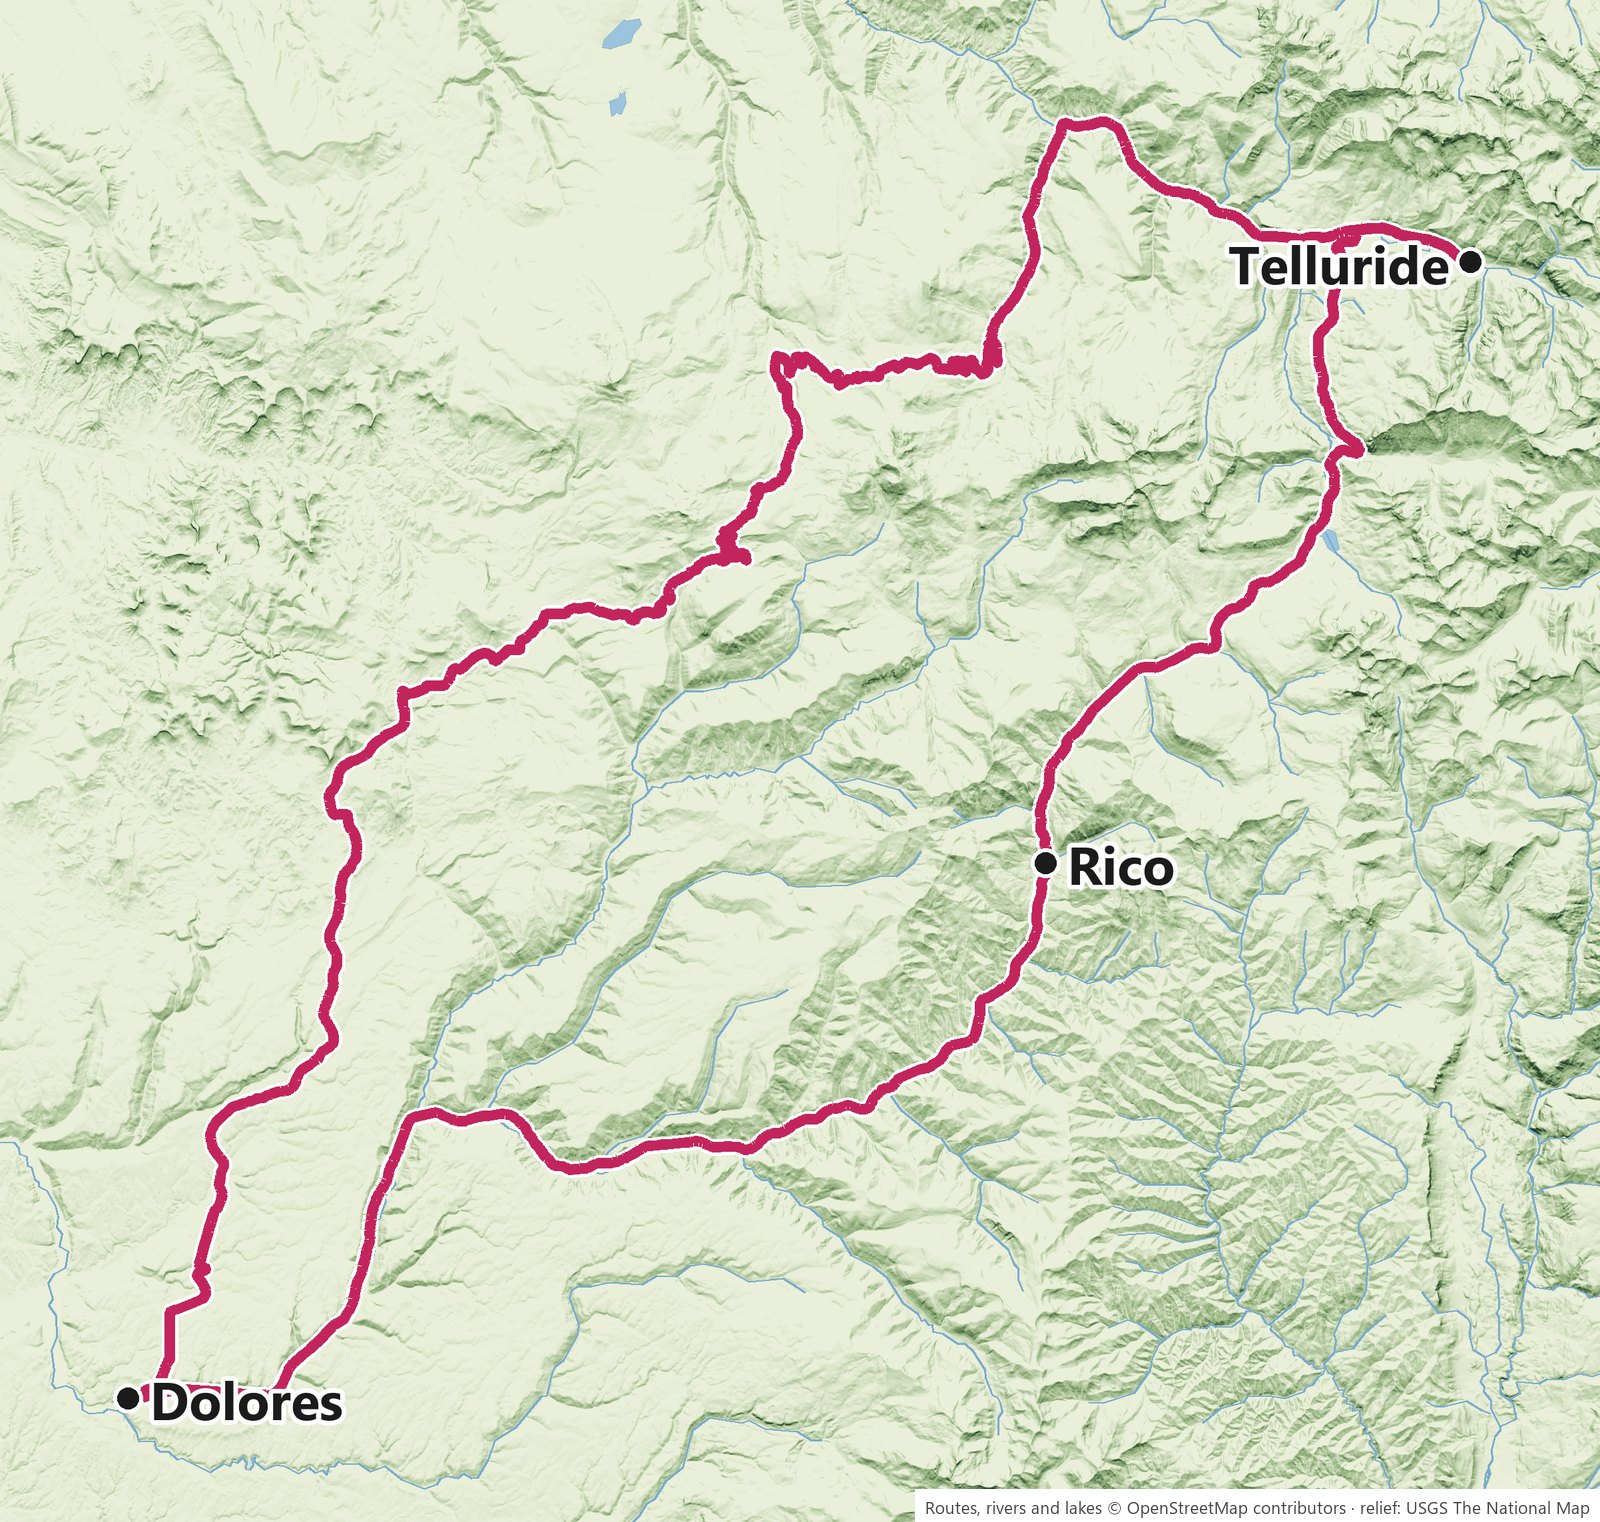 Telluride
Rico
Dolores
Routes, rivers and lakes © OpenStreetMap contributors · relief: USGS The National Map